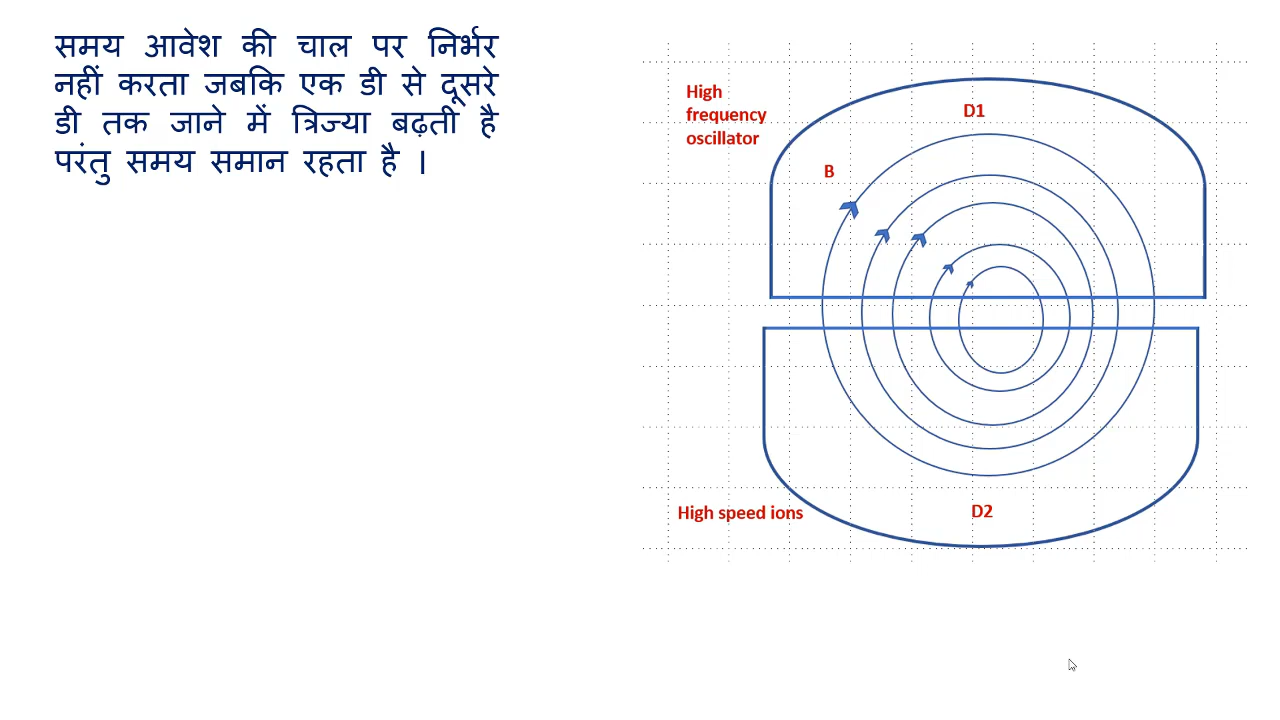 समय आवेश की चाल पर निर्भर
नहीं करता जबकि एक डी से दूसरे
डी तक जाने में त्रिज्या बढ़ती है
परंतु समय समान रहता है ।
High
frequency
oscillator
D1
B
High speed ions
D2